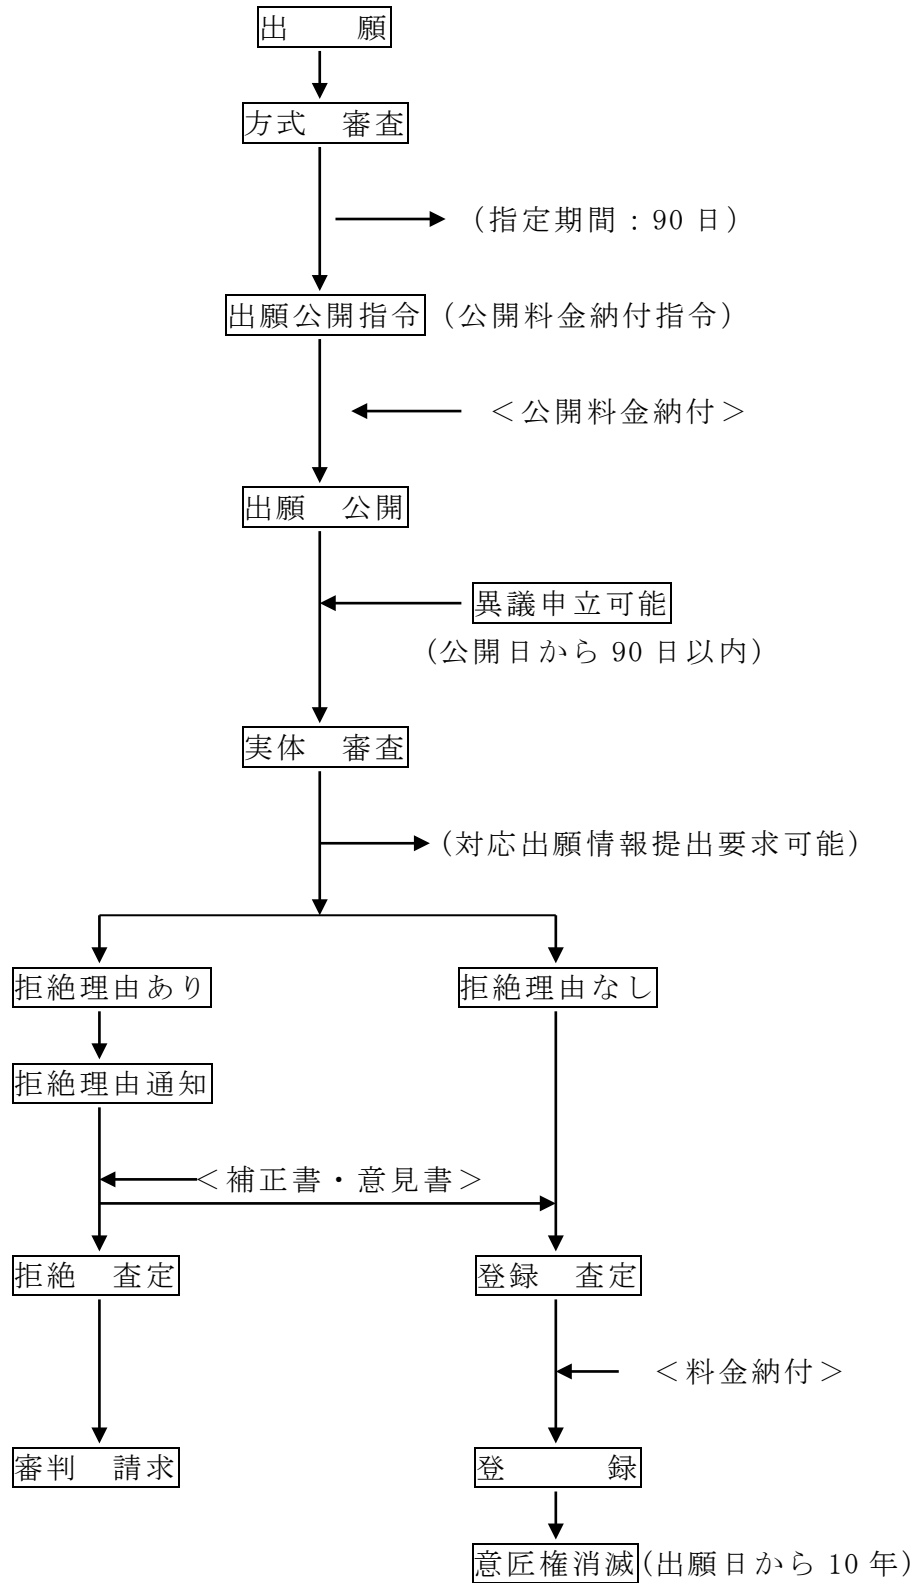 出　　願
方式　審査
(指定期間：90 日)
出願公開指令 (公開料金納付指令)
＜公開料金納付＞
出願　公開
異議申立可能
(公開日から 90 日以内)
実体　審査
(対応出願情報提出要求可能)
拒絶理由あり　拒絶理由なし
拒絶理由通知
＜補正書・意見書＞
拒絶　査定　登録　査定
＜料金納付＞
審判　請求　登　　　録
意匠権消滅(出願日から 10 年)